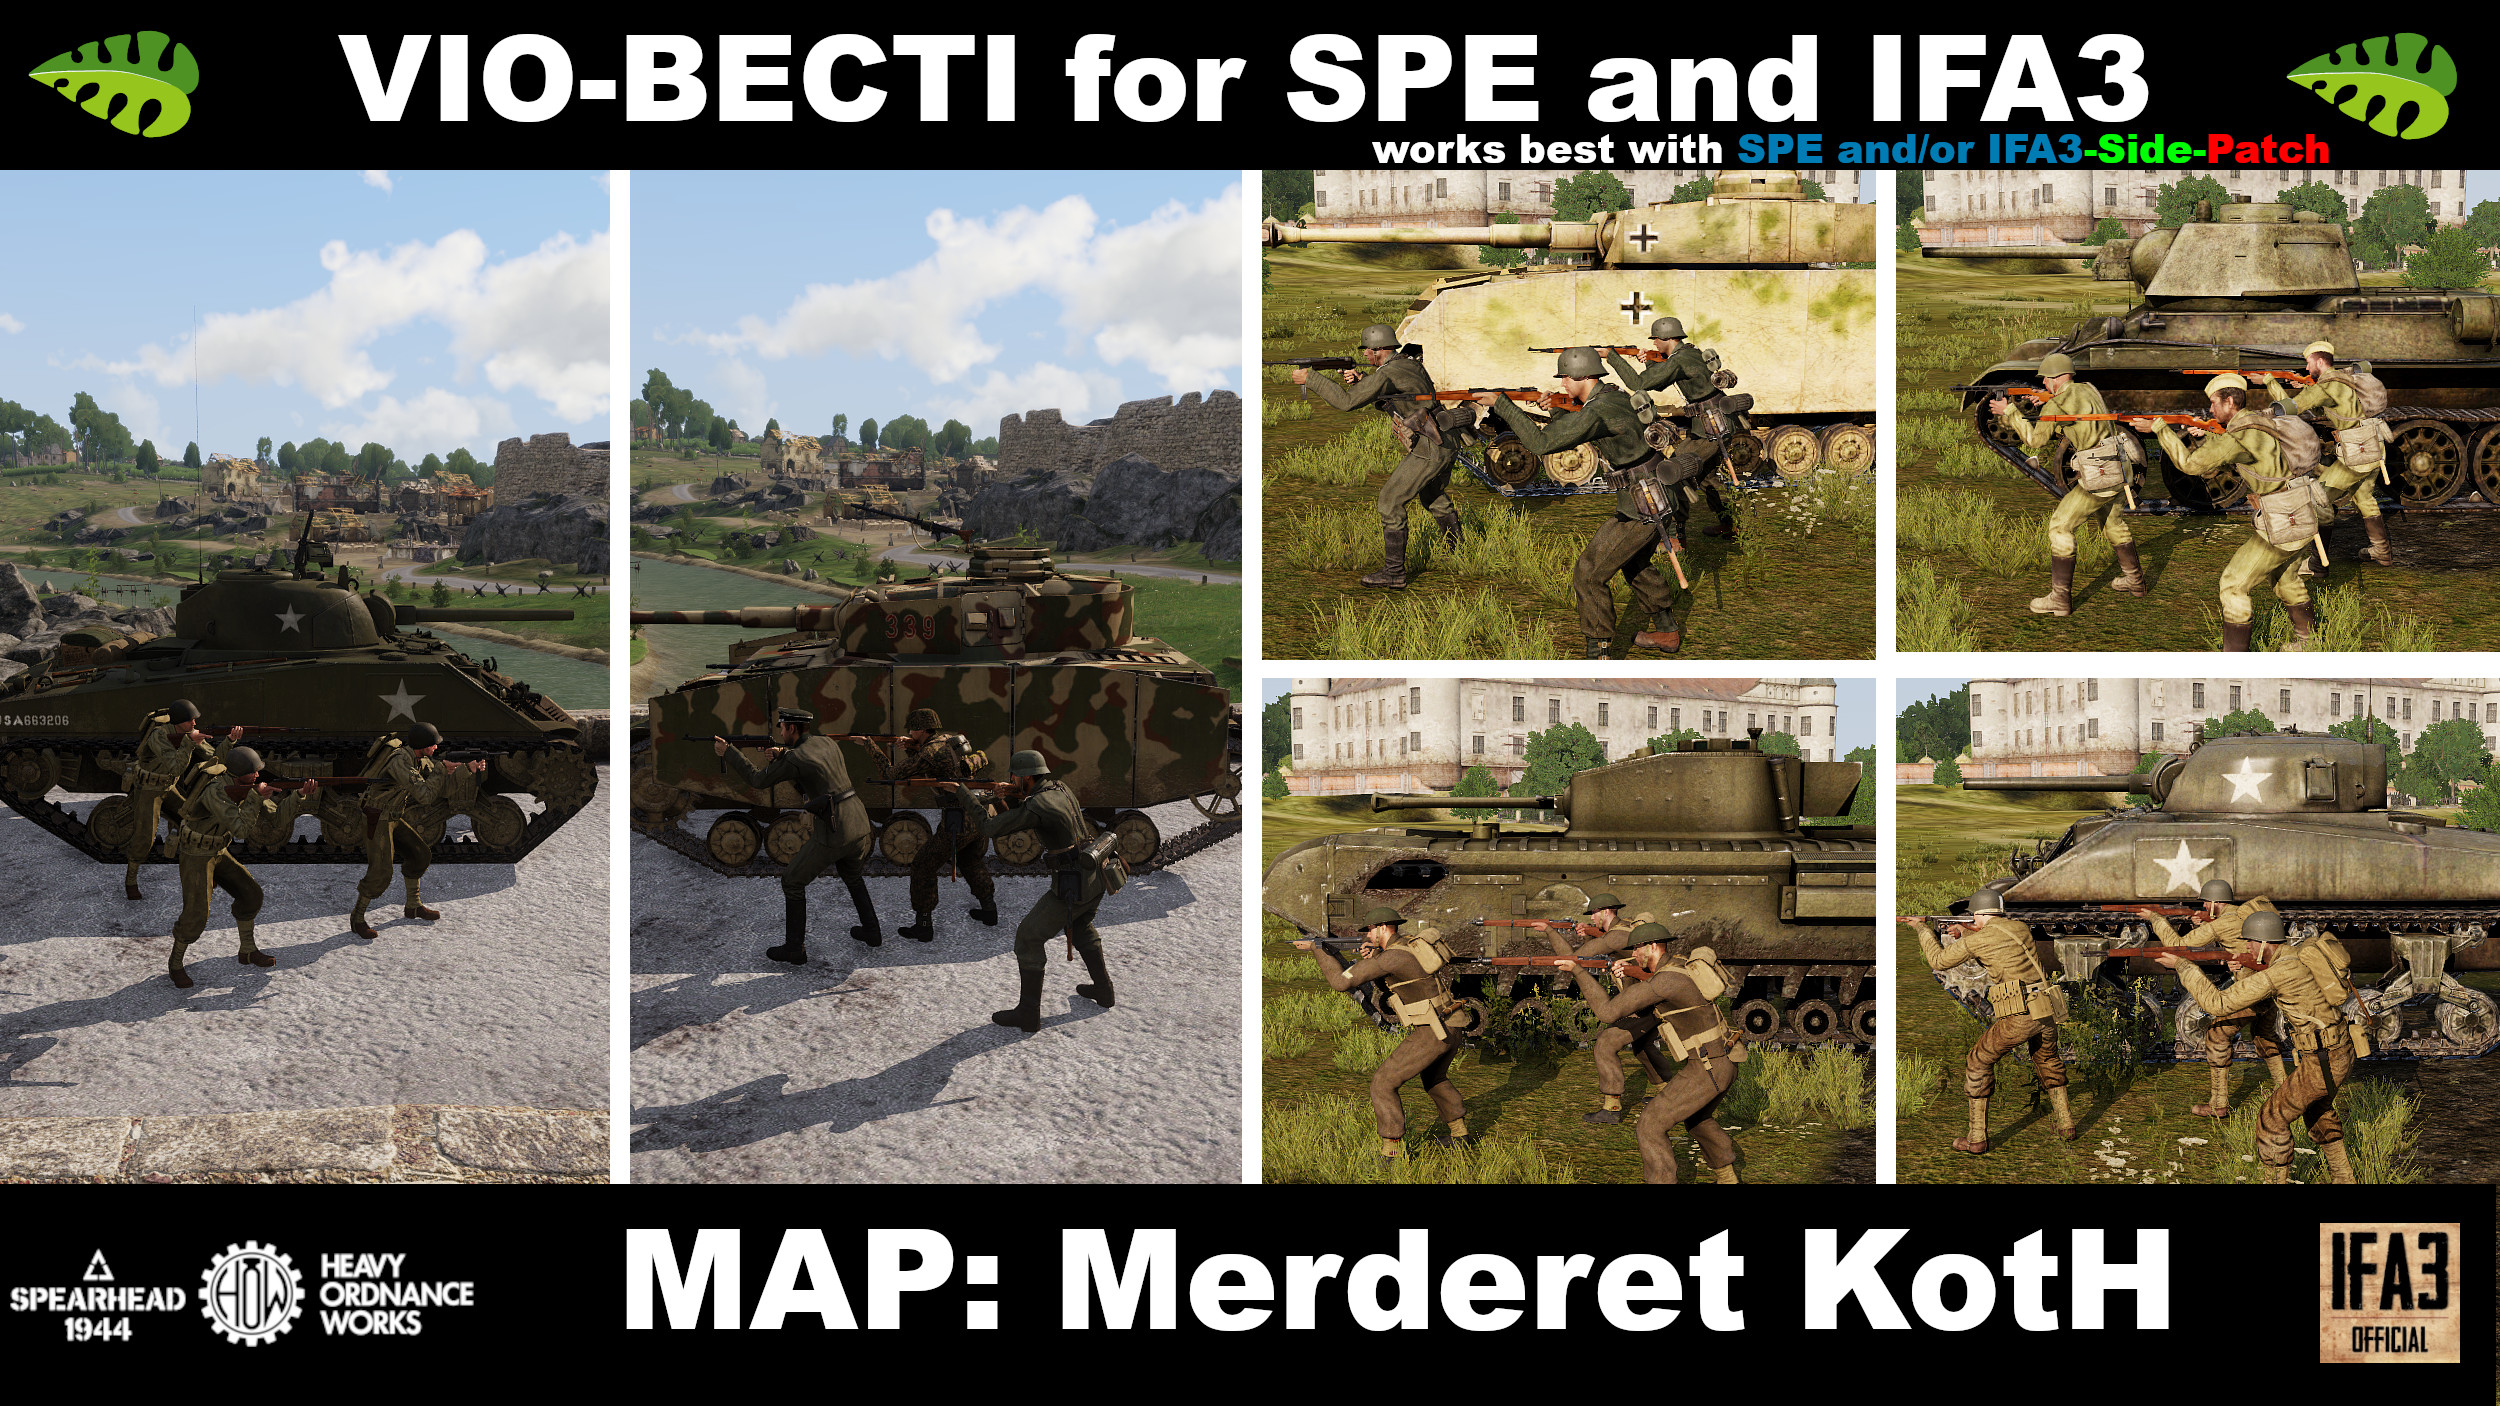 VIO-BECTI for SPE and IFA3
works best with SPE and/or IFA3-Side-Patch
339
USA663206
SPEARHEAD
1944
HOW
HEAVY
ORDNANCE
WORKS
MAP: Merderet KotH
IFA3
OFFICIAL